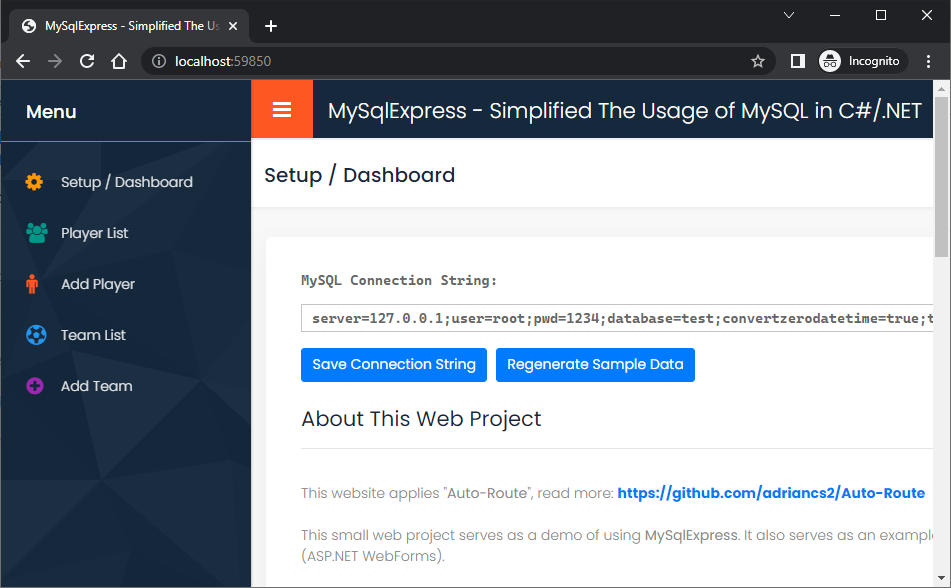 MySqlExpress - Simplified The Us
localhost:59850
Incognito
Menu
MySqlExpress - Simplified The Usage of MySQL in C#/.NET
Setup / Dashboard
Setup / Dashboard
Player List
Add Player
Team List
Add Team
MySQL Connection String:
server=127.0.0.1;user=root;pwd=1234;database=test;convertzerodatetime=true;t
Save Connection String
Regenerate Sample Data
About This Web Project
This website applies "Auto-Route", read more: https://github.com/adriancs2/Auto-Route
This small web project serves as a demo of using MySqlExpress. It also serves as an example
(ASP.NET WebForms).